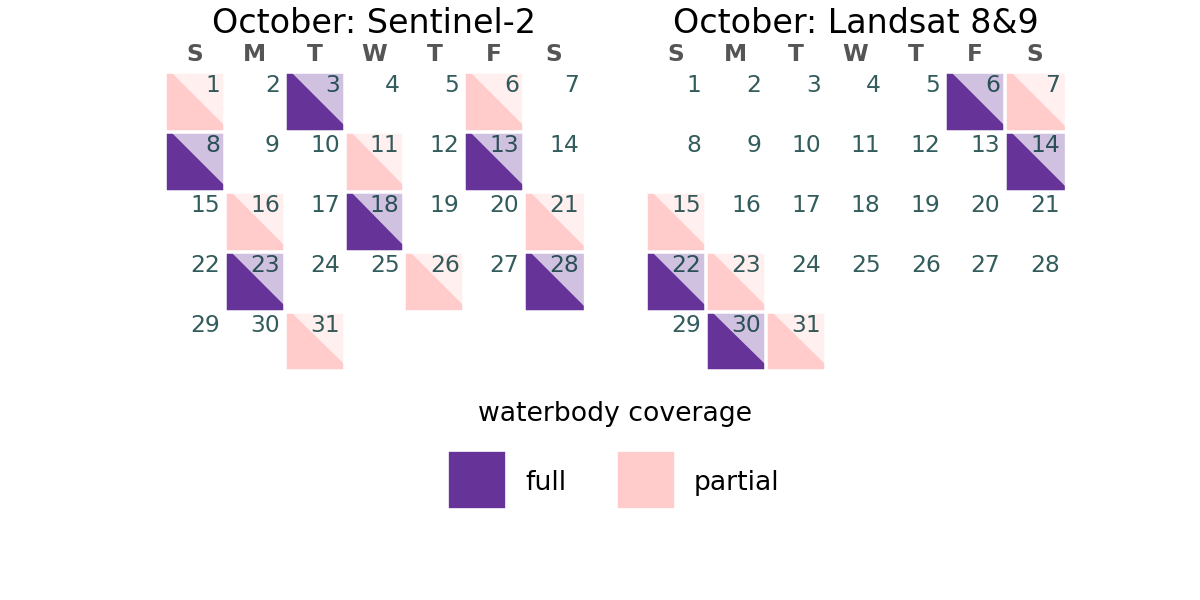 October: Sentinel-2
S M T W T F S
1 2 3 4 5 6 7
8 9 10 11 12 13 14
15 16 17 18 19 20 21
22 23 24 25 26 27 28
29 30 31
October: Landsat 8&9
S M T W T F S
1 2 3 4 5 6 7
8 9 10 11 12 13 14
15 16 17 18 19 20 21
22 23 24 25 26 27 28
29 30 31
waterbody coverage
full partial